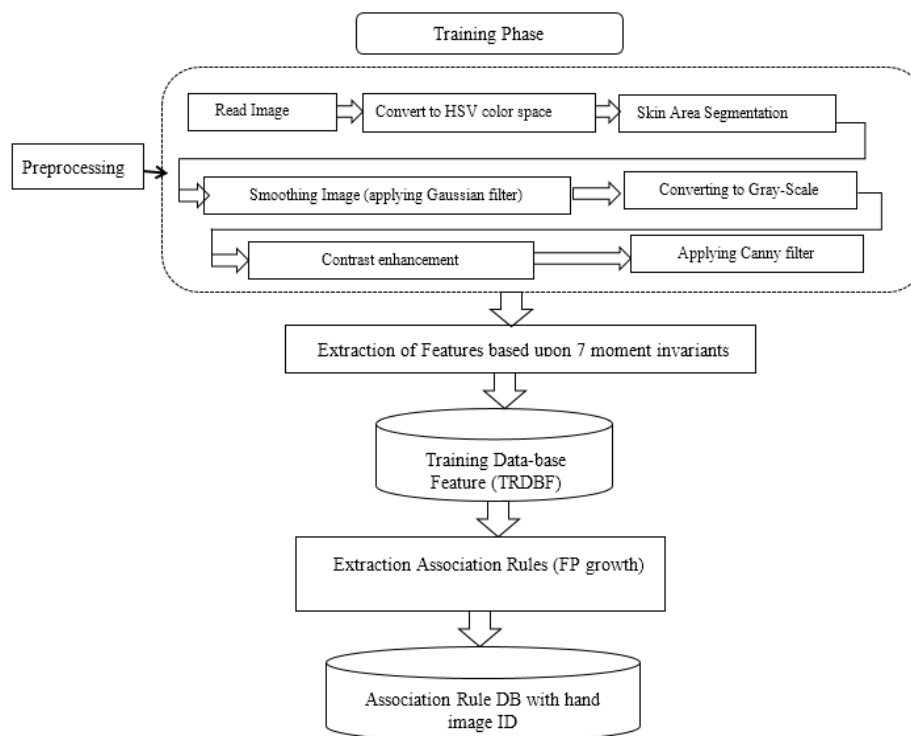 Training Phase
Read Image
Convert to HSV color space
Skin Area Segmentation
Preprocessing
Smoothing Image (applying Gaussian filter)
Converting to Gray-Scale
Contrast enhancement
Applying Canny filter
Extraction of Features based upon 7 moment invariants
Training Data-base
Feature (TRDBF)
Extraction Association Rules (FP growth)
Association Rule DB with hand
image ID